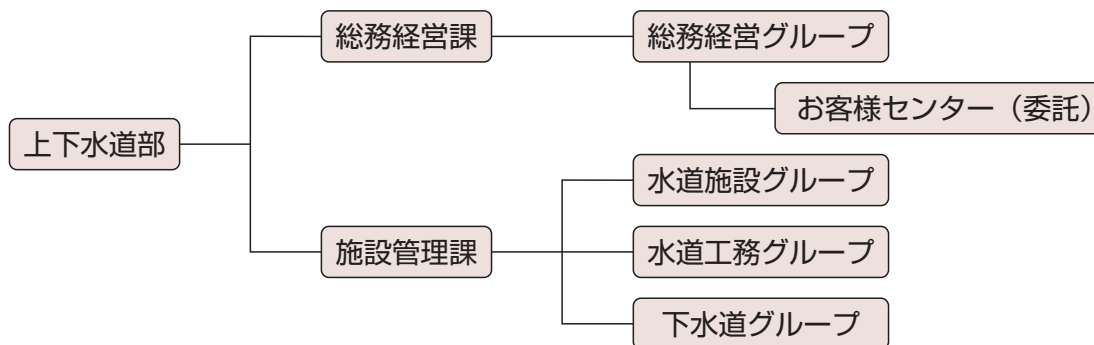 総務経営課
総務経営グループ
お客様センター（委託）
上下水道部
水道施設グループ
施設管理課
水道工務グループ
下水道グループ